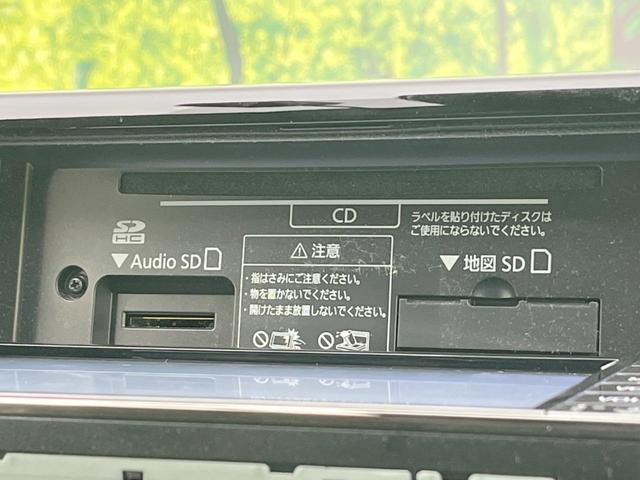 CD
ラベルを貼り付けたディスクは
ご使用にならないでください。
SD
HC
▼Audio SD
⚠注意
・指はさみにご注意ください。
・物を置かないでください。
・開けたまま放置しないでください。
▼地図 SD